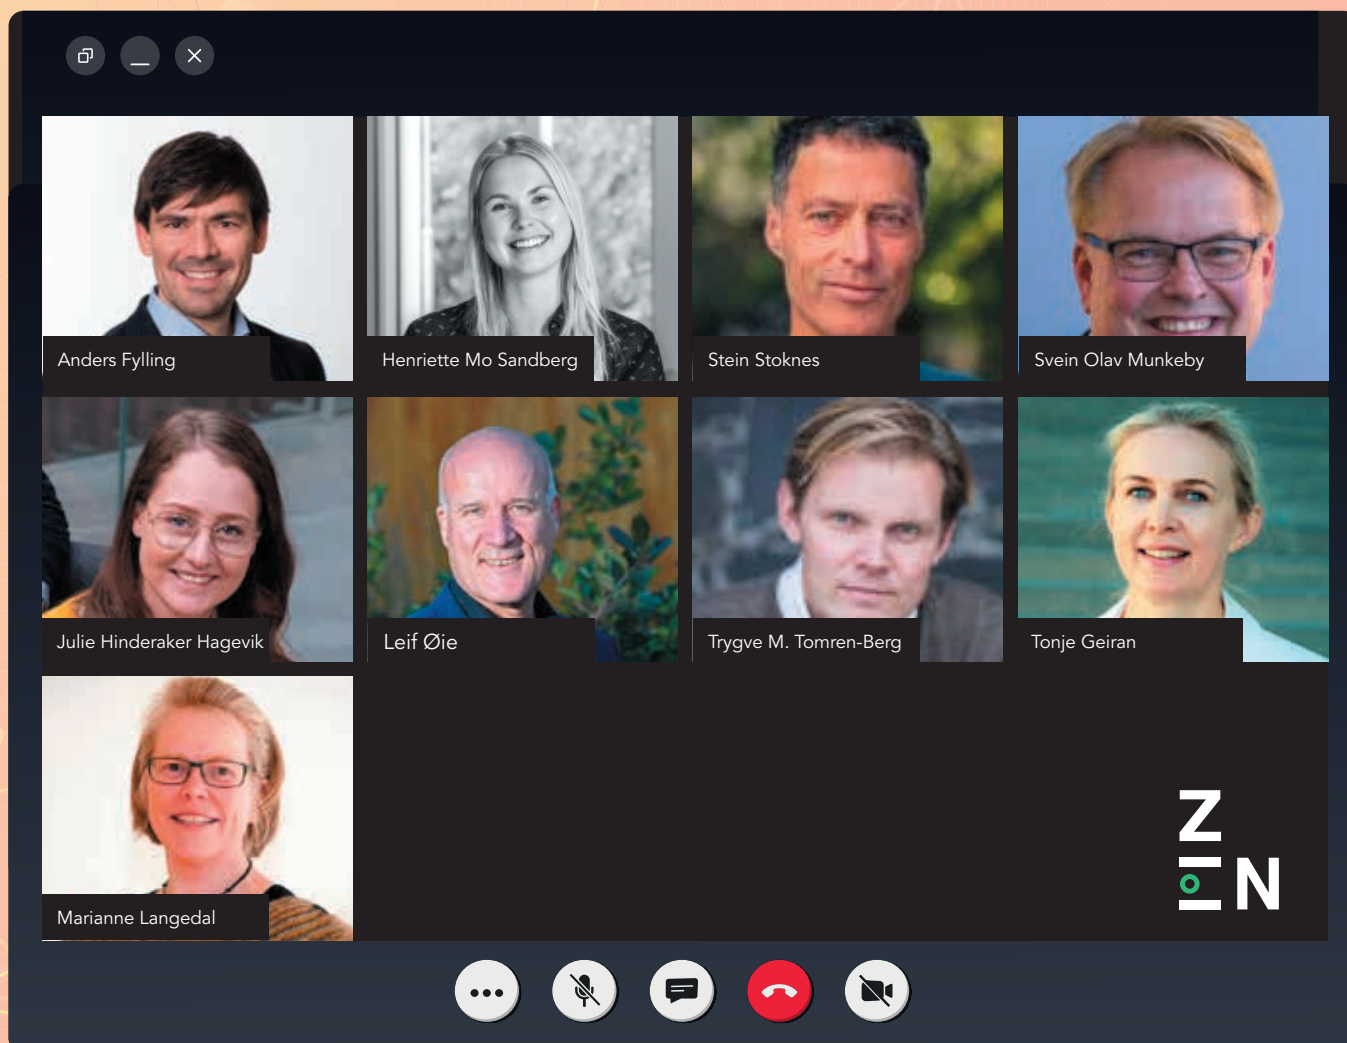 Anders Fylling
Henriette Mo Sandberg
Stein Stoknes
Svein Olav Munkeby
Julie Hinderaker Hagevik
Leif Øie
Trygve M. Tomren-Berg
Tonje Geiran
Marianne Langedal
ZEN